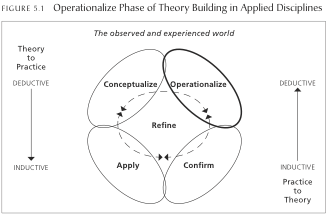 FIGURE 5.1 Operationalize Phase of Theory Building in Applied Disciplines
The observed and experienced world
Theory
to
Practice
DEDUCTIVE
INDUCTIVE
Conceptualize
Operationalize
Refine
Apply
Confirm
DEDUCTIVE
INDUCTIVE
Practice
to
Theory